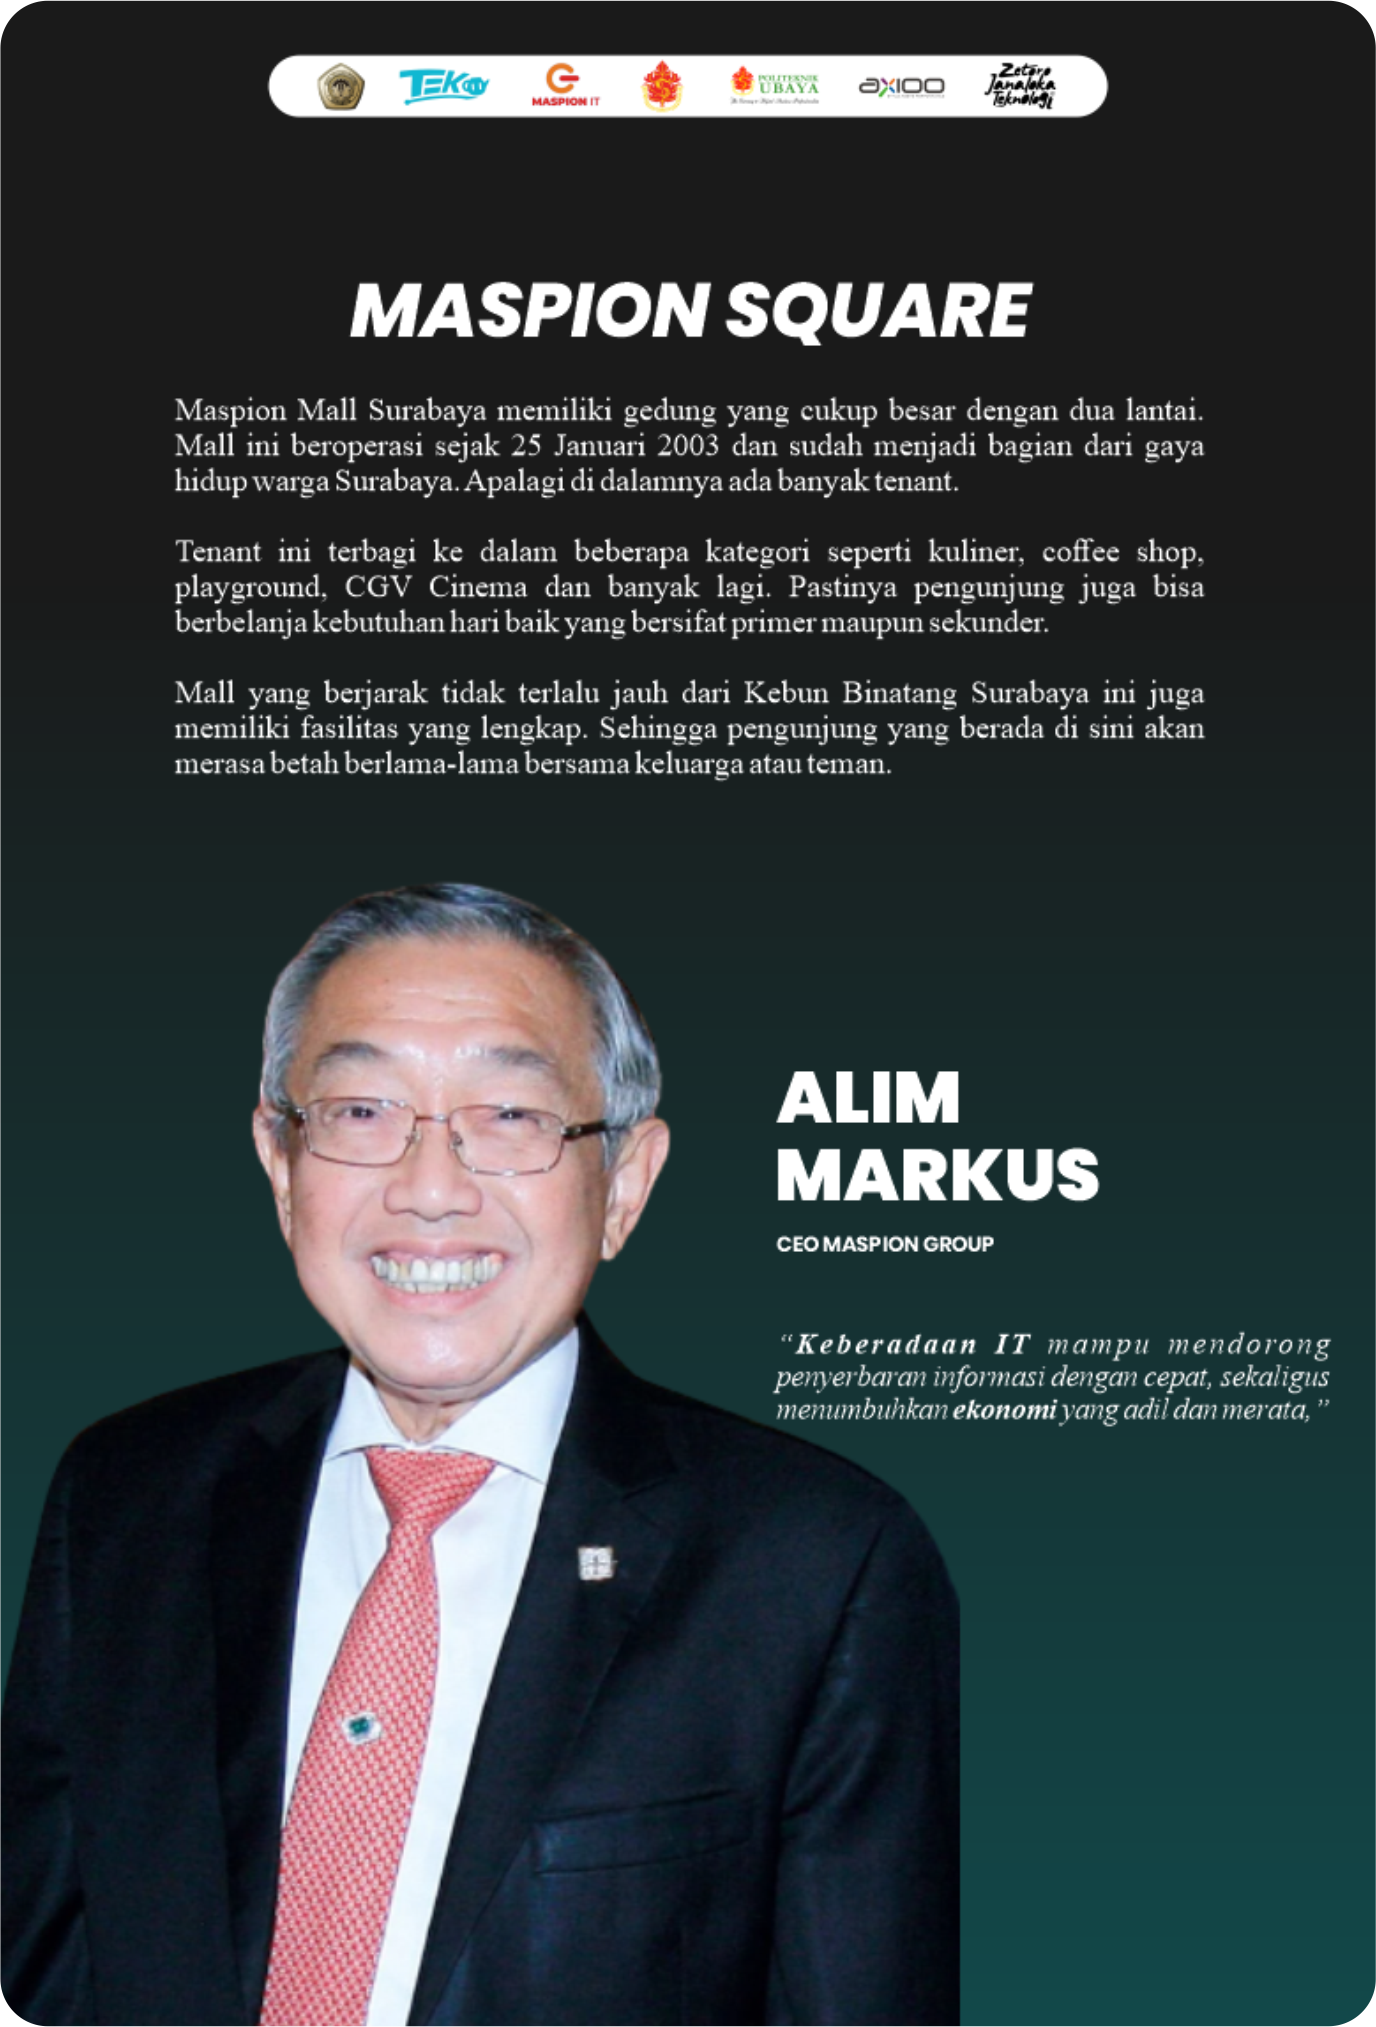 TEKO
MASPION IT
POLITEKNIK
UBAYA
AXIOO
Zetoro
Janaloka
Teknologi
MASPION SQUARE
Maspion Mall Surabaya memiliki gedung yang cukup besar dengan dua lantai.
Mall ini beroperasi sejak 25 Januari 2003 dan sudah menjadi bagian dari gaya
hidup warga Surabaya. Apalagi di dalamnya ada banyak tenant.
Tenant ini terbagi ke dalam beberapa kategori seperti kuliner, coffee shop,
playground, CGV Cinema dan banyak lagi. Pastinya pengunjung juga bisa
berbelanja kebutuhan hari baik yang bersifat primer maupun sekunder.
Mall yang berjarak tidak terlalu jauh dari Kebun Binatang Surabaya ini juga
memiliki fasilitas yang lengkap. Sehingga pengunjung yang berada di sini akan
merasa betah berlama-lama bersama keluarga atau teman.
ALIM
MARKUS
CEO MASPION GROUP
“Keberadaan IT mampu mendorong
penyerbaran informasi dengan cepat, sekaligus
menumbuhkan ekonomi yang adil dan merata,”